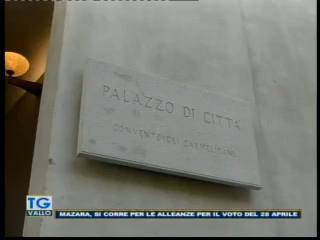 PALAZZO DI CITTÀ
CONVENTO DEI CARMELITANI
TG
VALLO
MAZARA, SI CORRE PER LE ALLEANZE PER IL VOTO DEL 28 APRILE